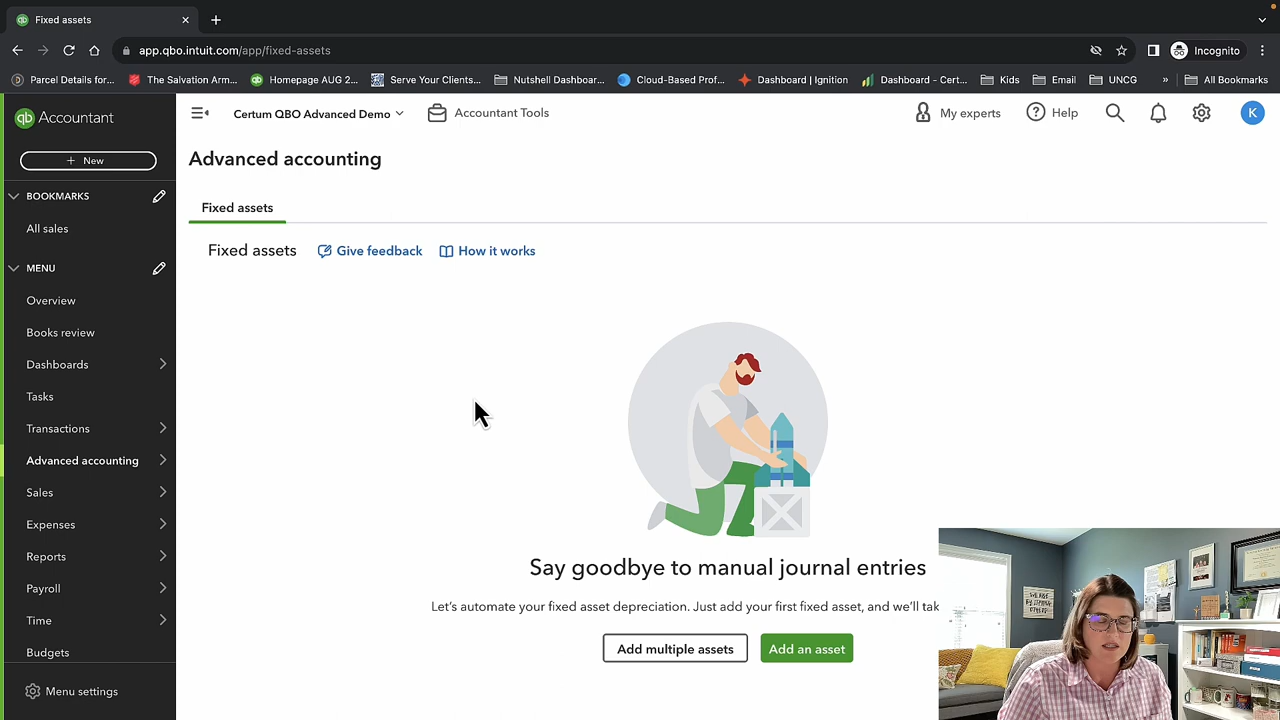 Fixed assets
app.qbo.intuit.com/app/fixed-assets
Incognito
Parcel Details for...
The Salvation Arm...
Homepage AUG 2...
Serve Your Clients...
Nutshell Dashboar...
Cloud-Based Prof...
Dashboard | Ignition
Dashboard - Cert...
Kids
Email
UNCG
»
All Bookmarks
qb Accountant
Certum QBO Advanced Demo
Accountant Tools
My experts
Help
K
+ New
BOOKMARKS
All sales
MENU
Overview
Books review
Dashboards
Tasks
Transactions
Advanced accounting
Sales
Expenses
Reports
Payroll
Time
Budgets
Menu settings
Advanced accounting
Fixed assets
Fixed assets
Give feedback
How it works
Say goodbye to manual journal entries
Let's automate your fixed asset depreciation. Just add your first fixed asset, and we'll tak
Add multiple assets
Add an asset